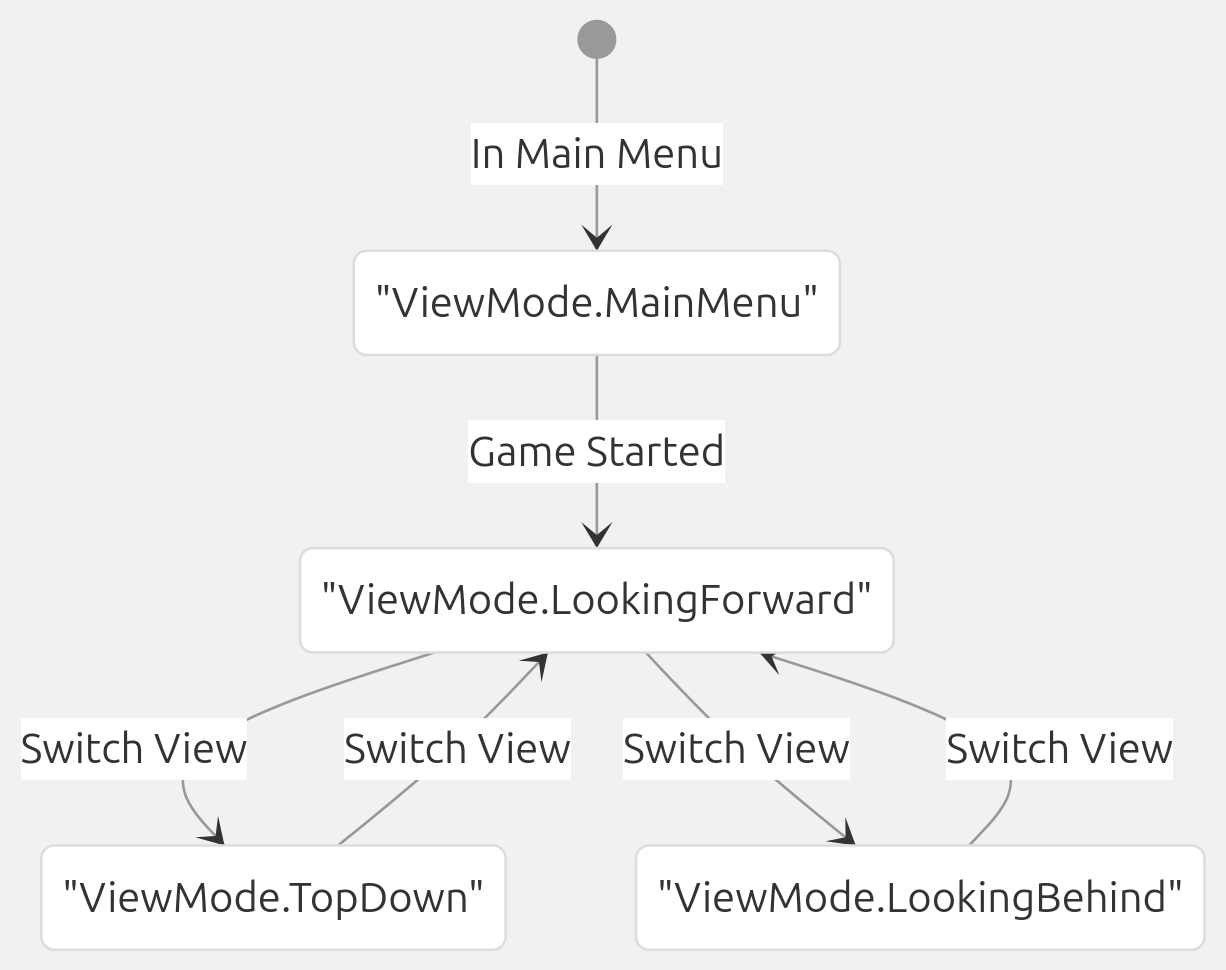 In Main Menu
"ViewMode.MainMenu"
Game Started
"ViewMode.LookingForward"
Switch View
Switch View
Switch View
Switch View
"ViewMode.TopDown"
"ViewMode.LookingBehind"